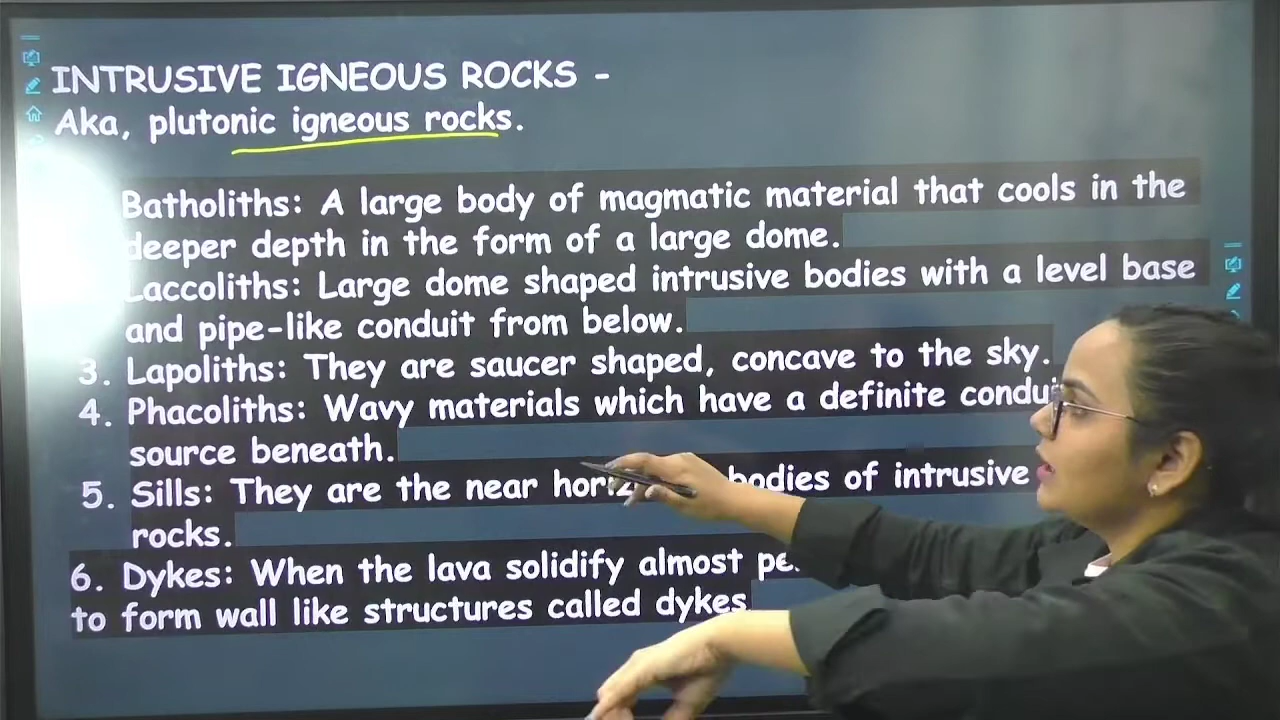 INTRUSIVE IGNEOUS ROCKS -
Aka, plutonic igneous rocks.
Batholiths: A large body of magmatic material that cools in the
deeper depth in the form of a large dome.
Laccoliths: Large dome shaped intrusive bodies with a level base
and pipe-like conduit from below.
3. Lapoliths: They are saucer shaped, concave to the sky.
4. Phacoliths: Wavy materials which have a definite
source beneath.
5. Sills: They are the near bodies of intrusive
rocks.
6. Dykes: When the lava solidify almost
to form wall like structures called dykes